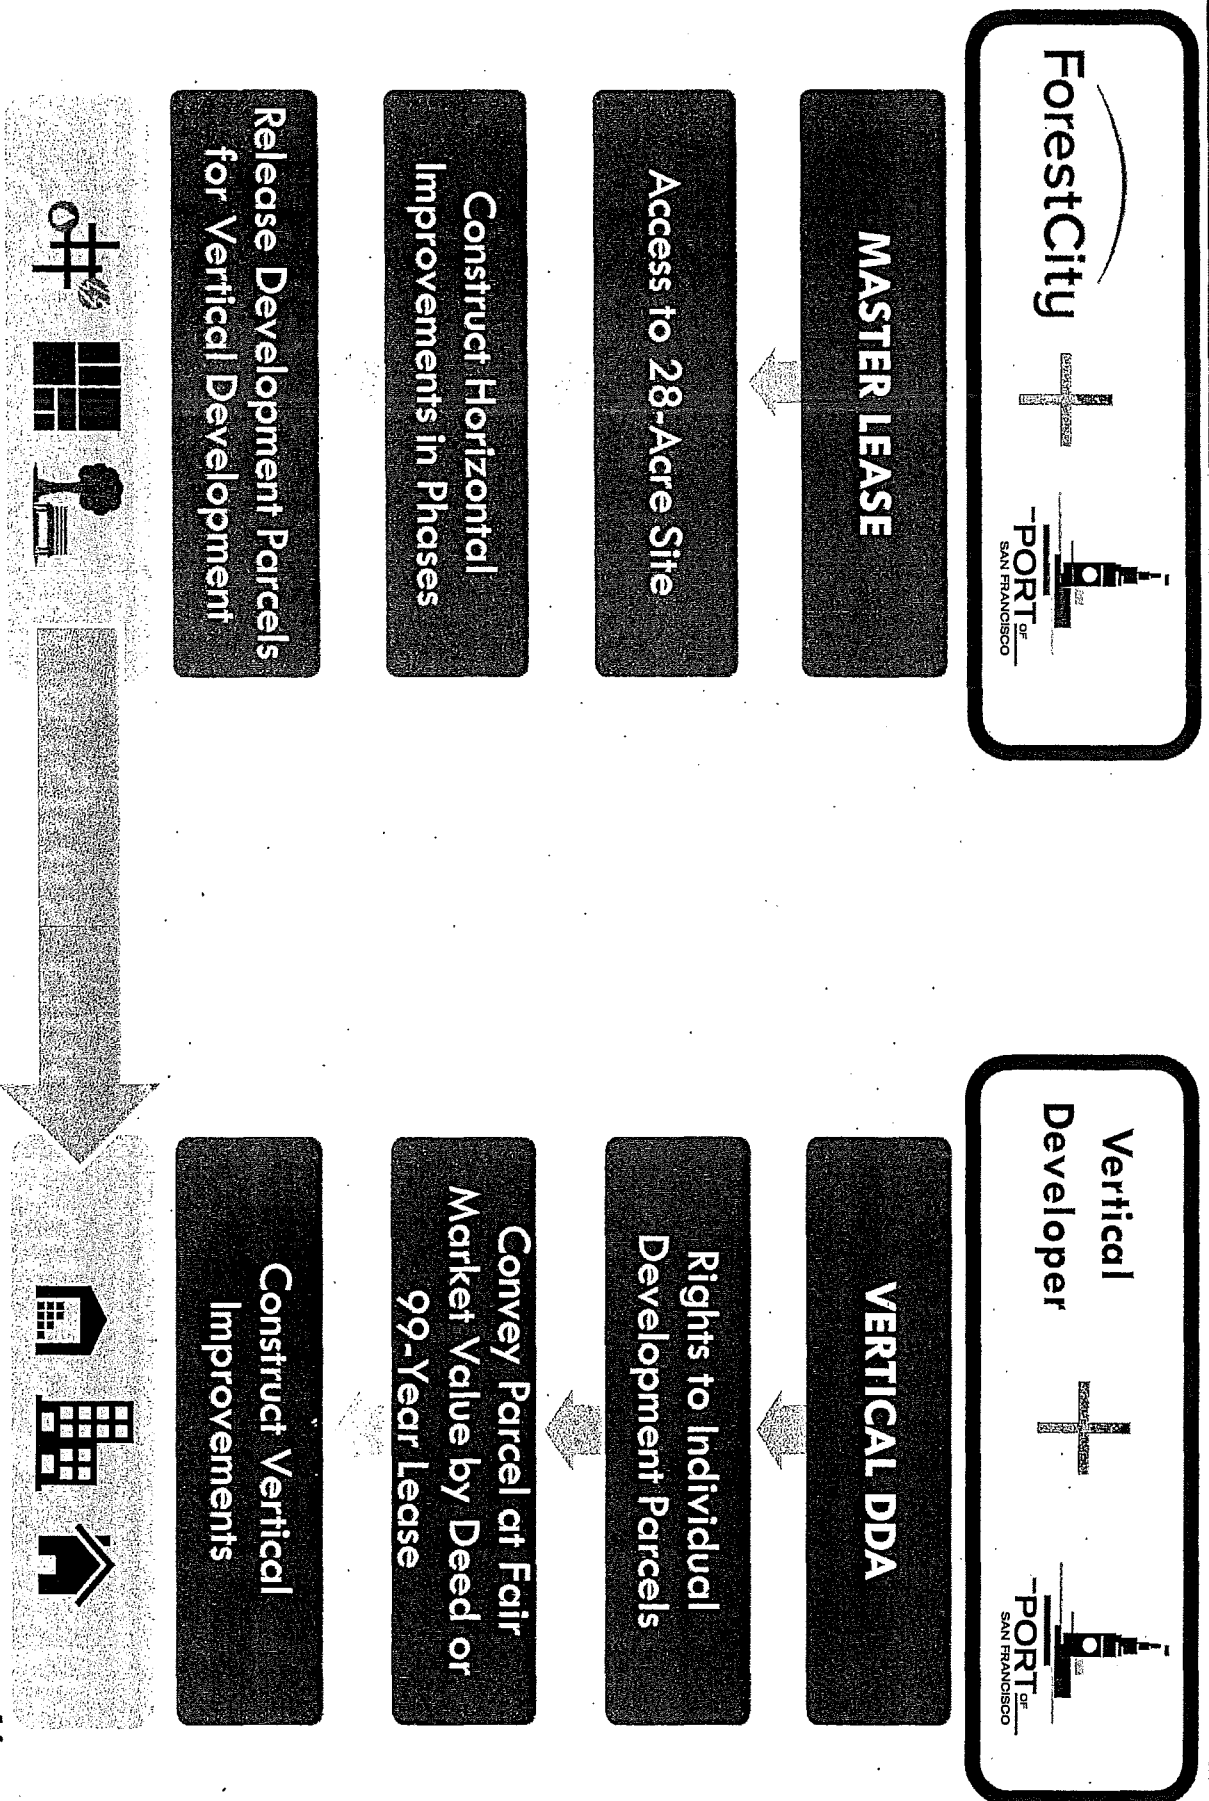 ForestCity
PORT OF
SAN FRANCISCO
MASTER LEASE
Access to 28-Acre Site
Construct Horizontal
Improvements in Phases
Release Development Parcels
for Vertical Development
Vertical
Developer
PORT OF
SAN FRANCISCO
VERTICAL DDA
Rights to Individual
Development Parcels
Convey Parcel at Fair
Market Value by Deed or
99-Year Lease
Construct Vertical
Improvements